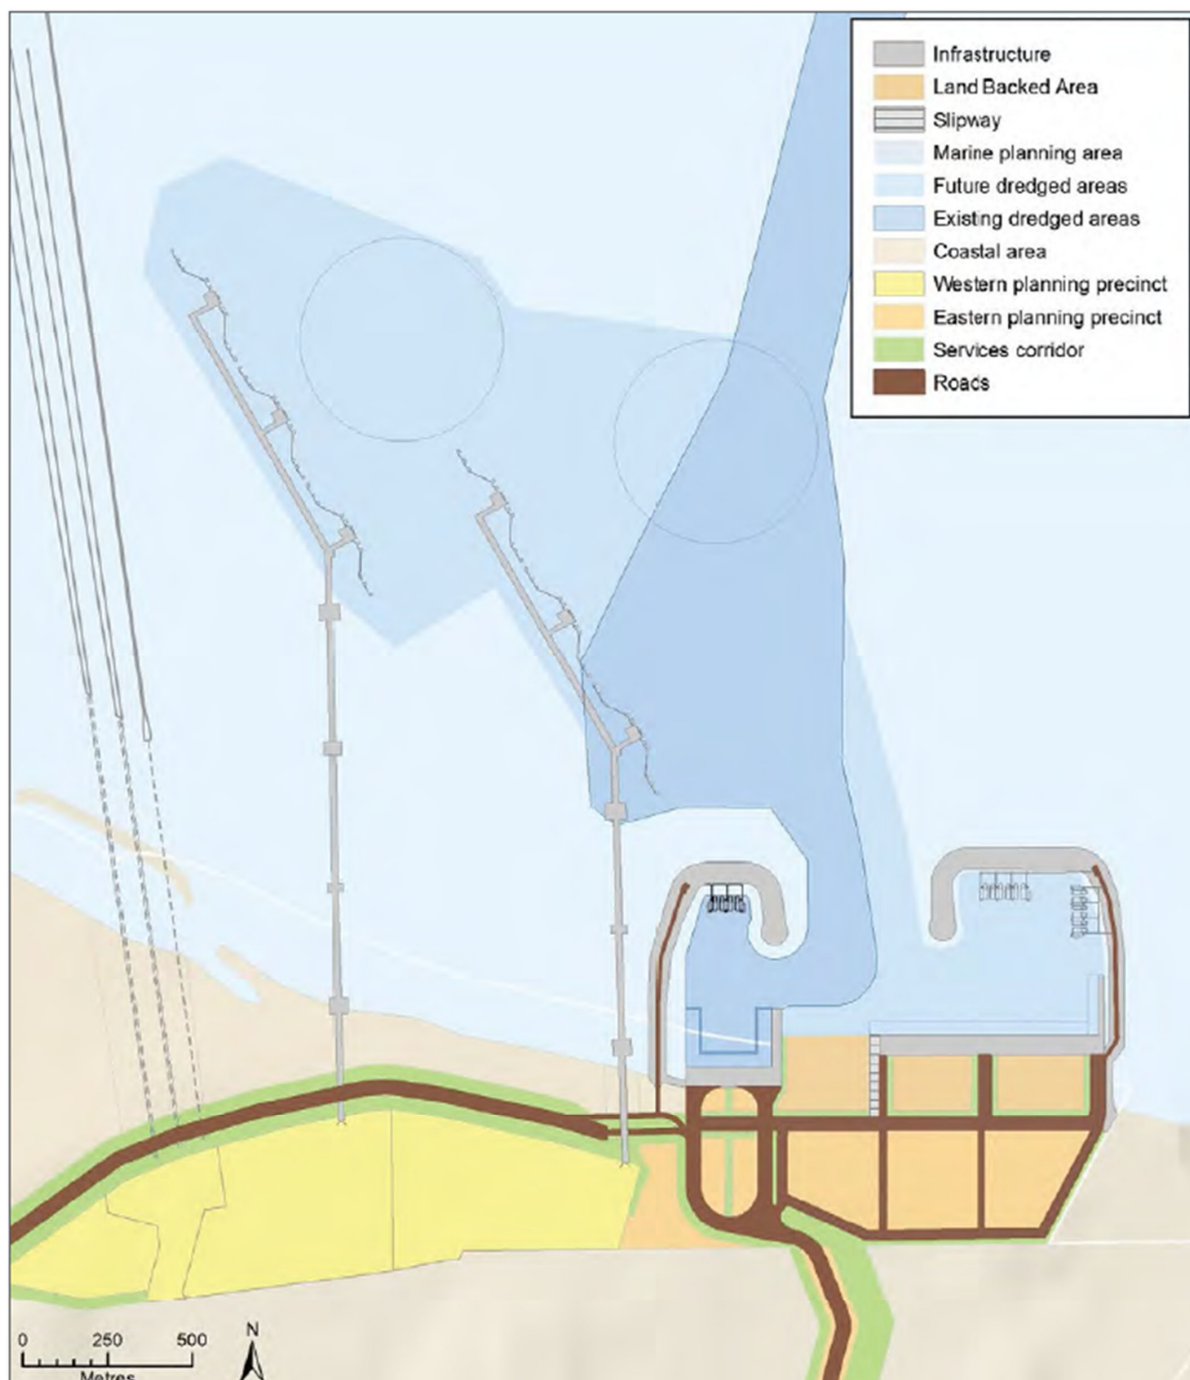 Infrastructure
Land Backed Area
Slipway
Marine planning area
Future dredged areas
Existing dredged areas
Coastal area
Western planning precinct
Eastern planning precinct
Services corridor
Roads
0 250 500
Metres
N